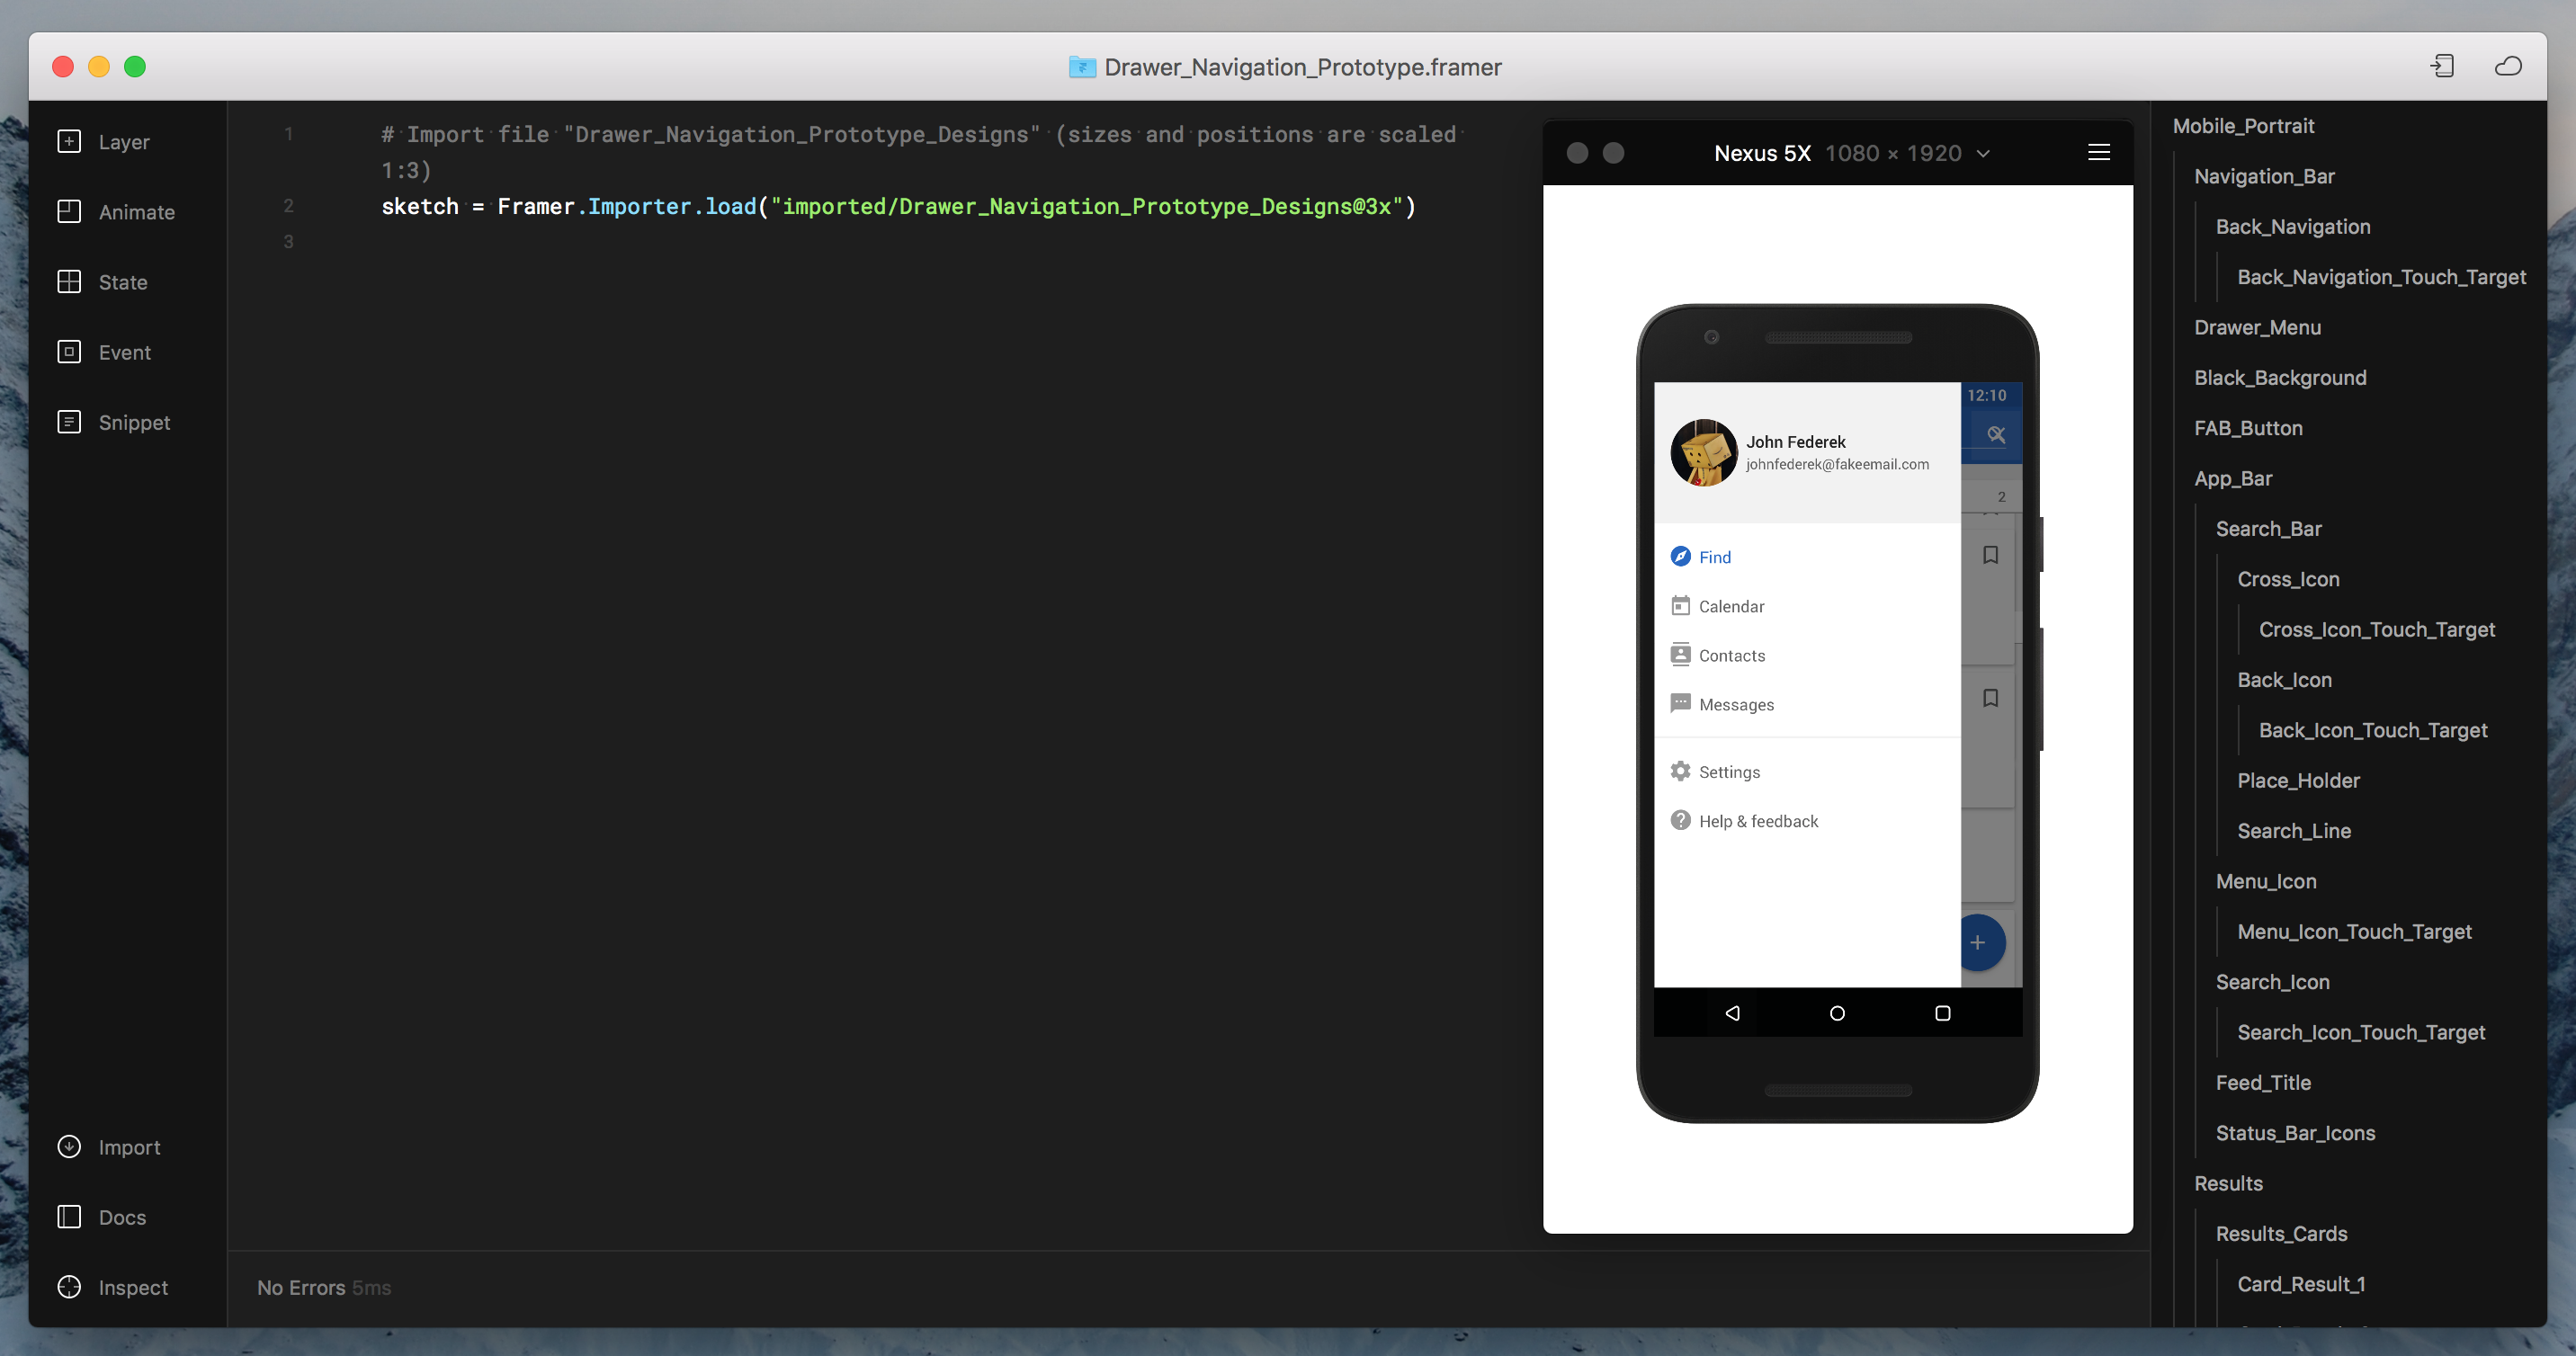 Drawer_Navigation_Prototype.framer
Layer
Animate
State
Event
Snippet
Import
Docs
Inspect
1 # Import file "Drawer_Navigation_Prototype_Designs" (sizes and positions are scaled
1:3)
2 sketch = Framer.Importer.load("imported/Drawer_Navigation_Prototype_Designs@3x")
3
No Errors 5ms
Nexus 5X 1080 × 1920
12:10
John Federek
johnfederek@fakeemail.com
2
Find
Calendar
Contacts
Messages
Settings
Help & feedback
Mobile_Portrait
Navigation_Bar
Back_Navigation
Back_Navigation_Touch_Target
Drawer_Menu
Black_Background
FAB_Button
App_Bar
Search_Bar
Cross_Icon
Cross_Icon_Touch_Target
Back_Icon
Back_Icon_Touch_Target
Place_Holder
Search_Line
Menu_Icon
Menu_Icon_Touch_Target
Search_Icon
Search_Icon_Touch_Target
Feed_Title
Status_Bar_Icons
Results
Results_Cards
Card_Result_1